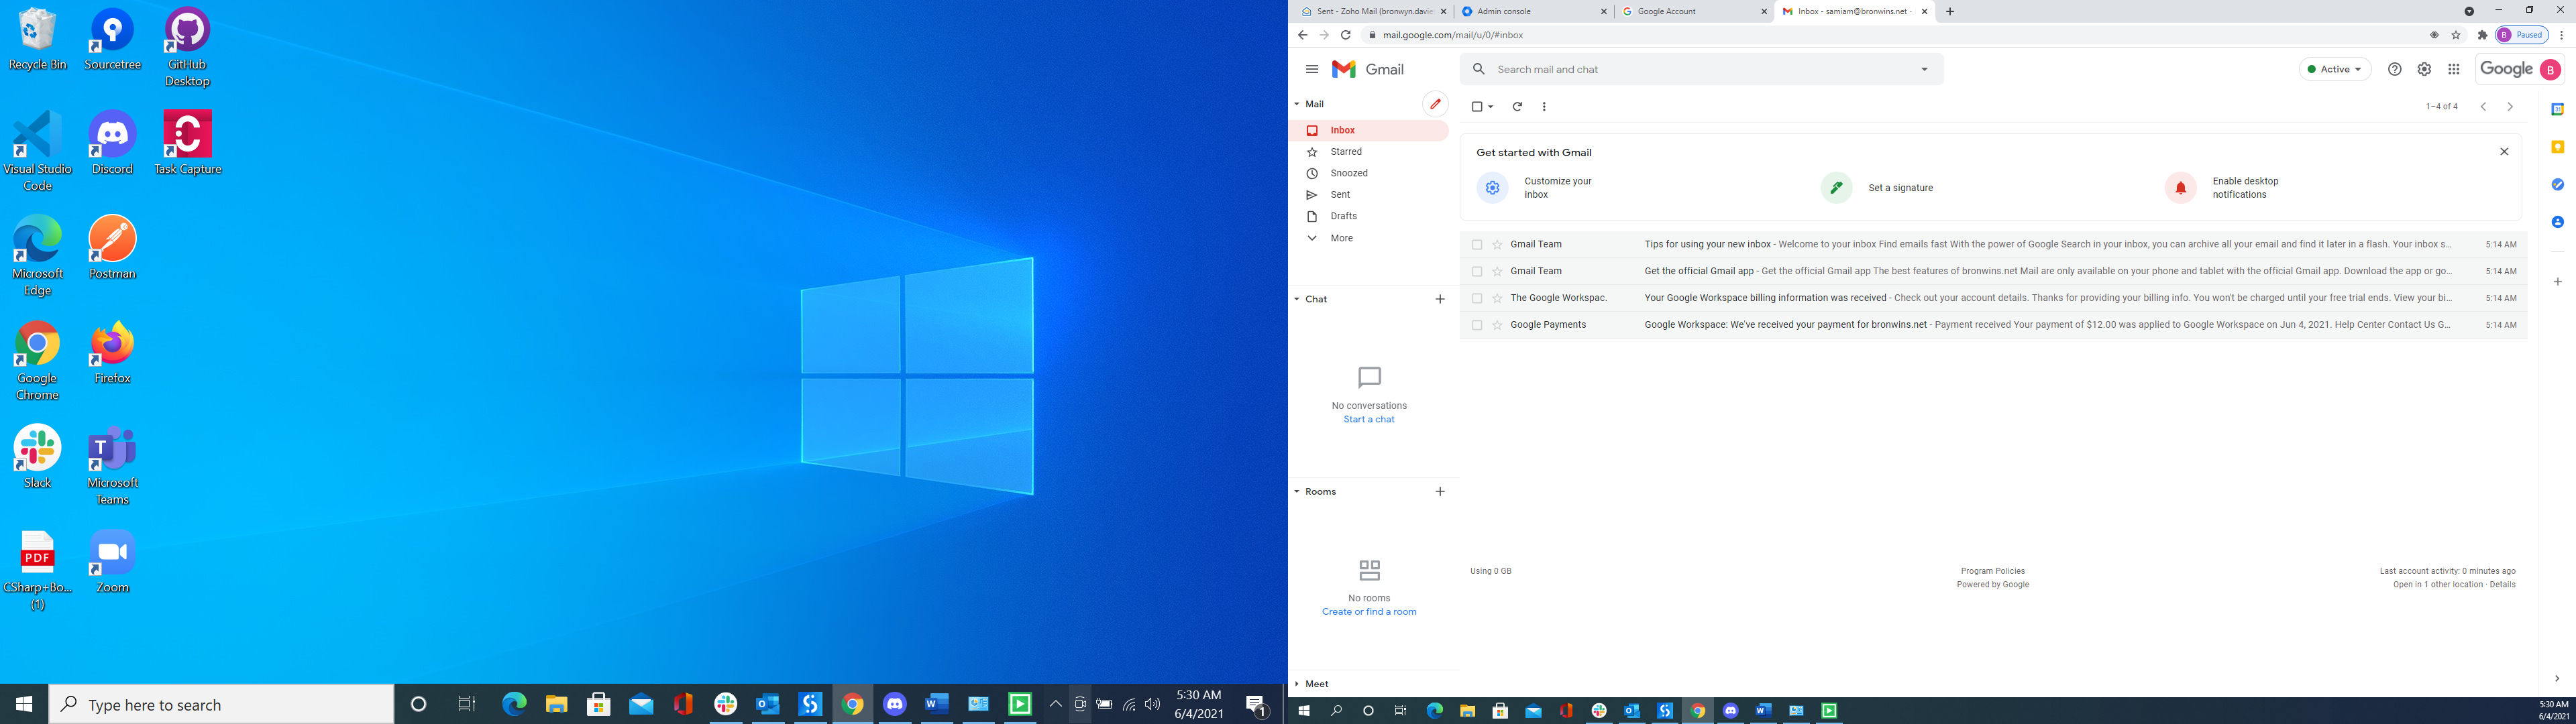 Recycle Bin
Sourcetree
GitHub
Desktop
Visual Studio
Code
Discord
Task Capture
Microsoft
Edge
Postman
Google
Chrome
Firefox
Slack
Microsoft
Teams
PDF
CSharp+Bo...
(1)
Zoom
Type here to search
5:30 AM
6/4/2021
1
Sent - Zoho Mail (bronwyn.davie
Admin console
Google Account
Inbox - samiam@bronwins.net -
mail.google.com/mail/u/0/#inbox
B Paused
Gmail
Search mail and chat
Active
Google B
Mail
1–4 of 4
Inbox
Starred
Snoozed
Sent
Drafts
More
Get started with Gmail
Customize your
inbox
Set a signature
Enable desktop
notifications
Gmail Team Tips for using your new inbox - Welcome to your inbox Find emails fast With the power of Google Search in your inbox, you can archive all your email and find it later in a flash. Your inbox s... 5:14 AM
Gmail Team Get the official Gmail app - Get the official Gmail app The best features of bronwins.net Mail are only available on your phone and tablet with the official Gmail app. Download the app or go... 5:14 AM
The Google Workspac. Your Google Workspace billing information was received - Check out your account details. Thanks for providing your billing info. You won't be charged until your free trial ends. View your bi... 5:14 AM
Google Payments Google Workspace: We've received your payment for bronwins.net - Payment received Your payment of $12.00 was applied to Google Workspace on Jun 4, 2021. Help Center Contact Us G... 5:14 AM
Chat
No conversations
Start a chat
Rooms
No rooms
Create or find a room
Meet
Using 0 GB
Program Policies
Powered by Google
Last account activity: 0 minutes ago
Open in 1 other location · Details
5:30 AM
6/4/2021